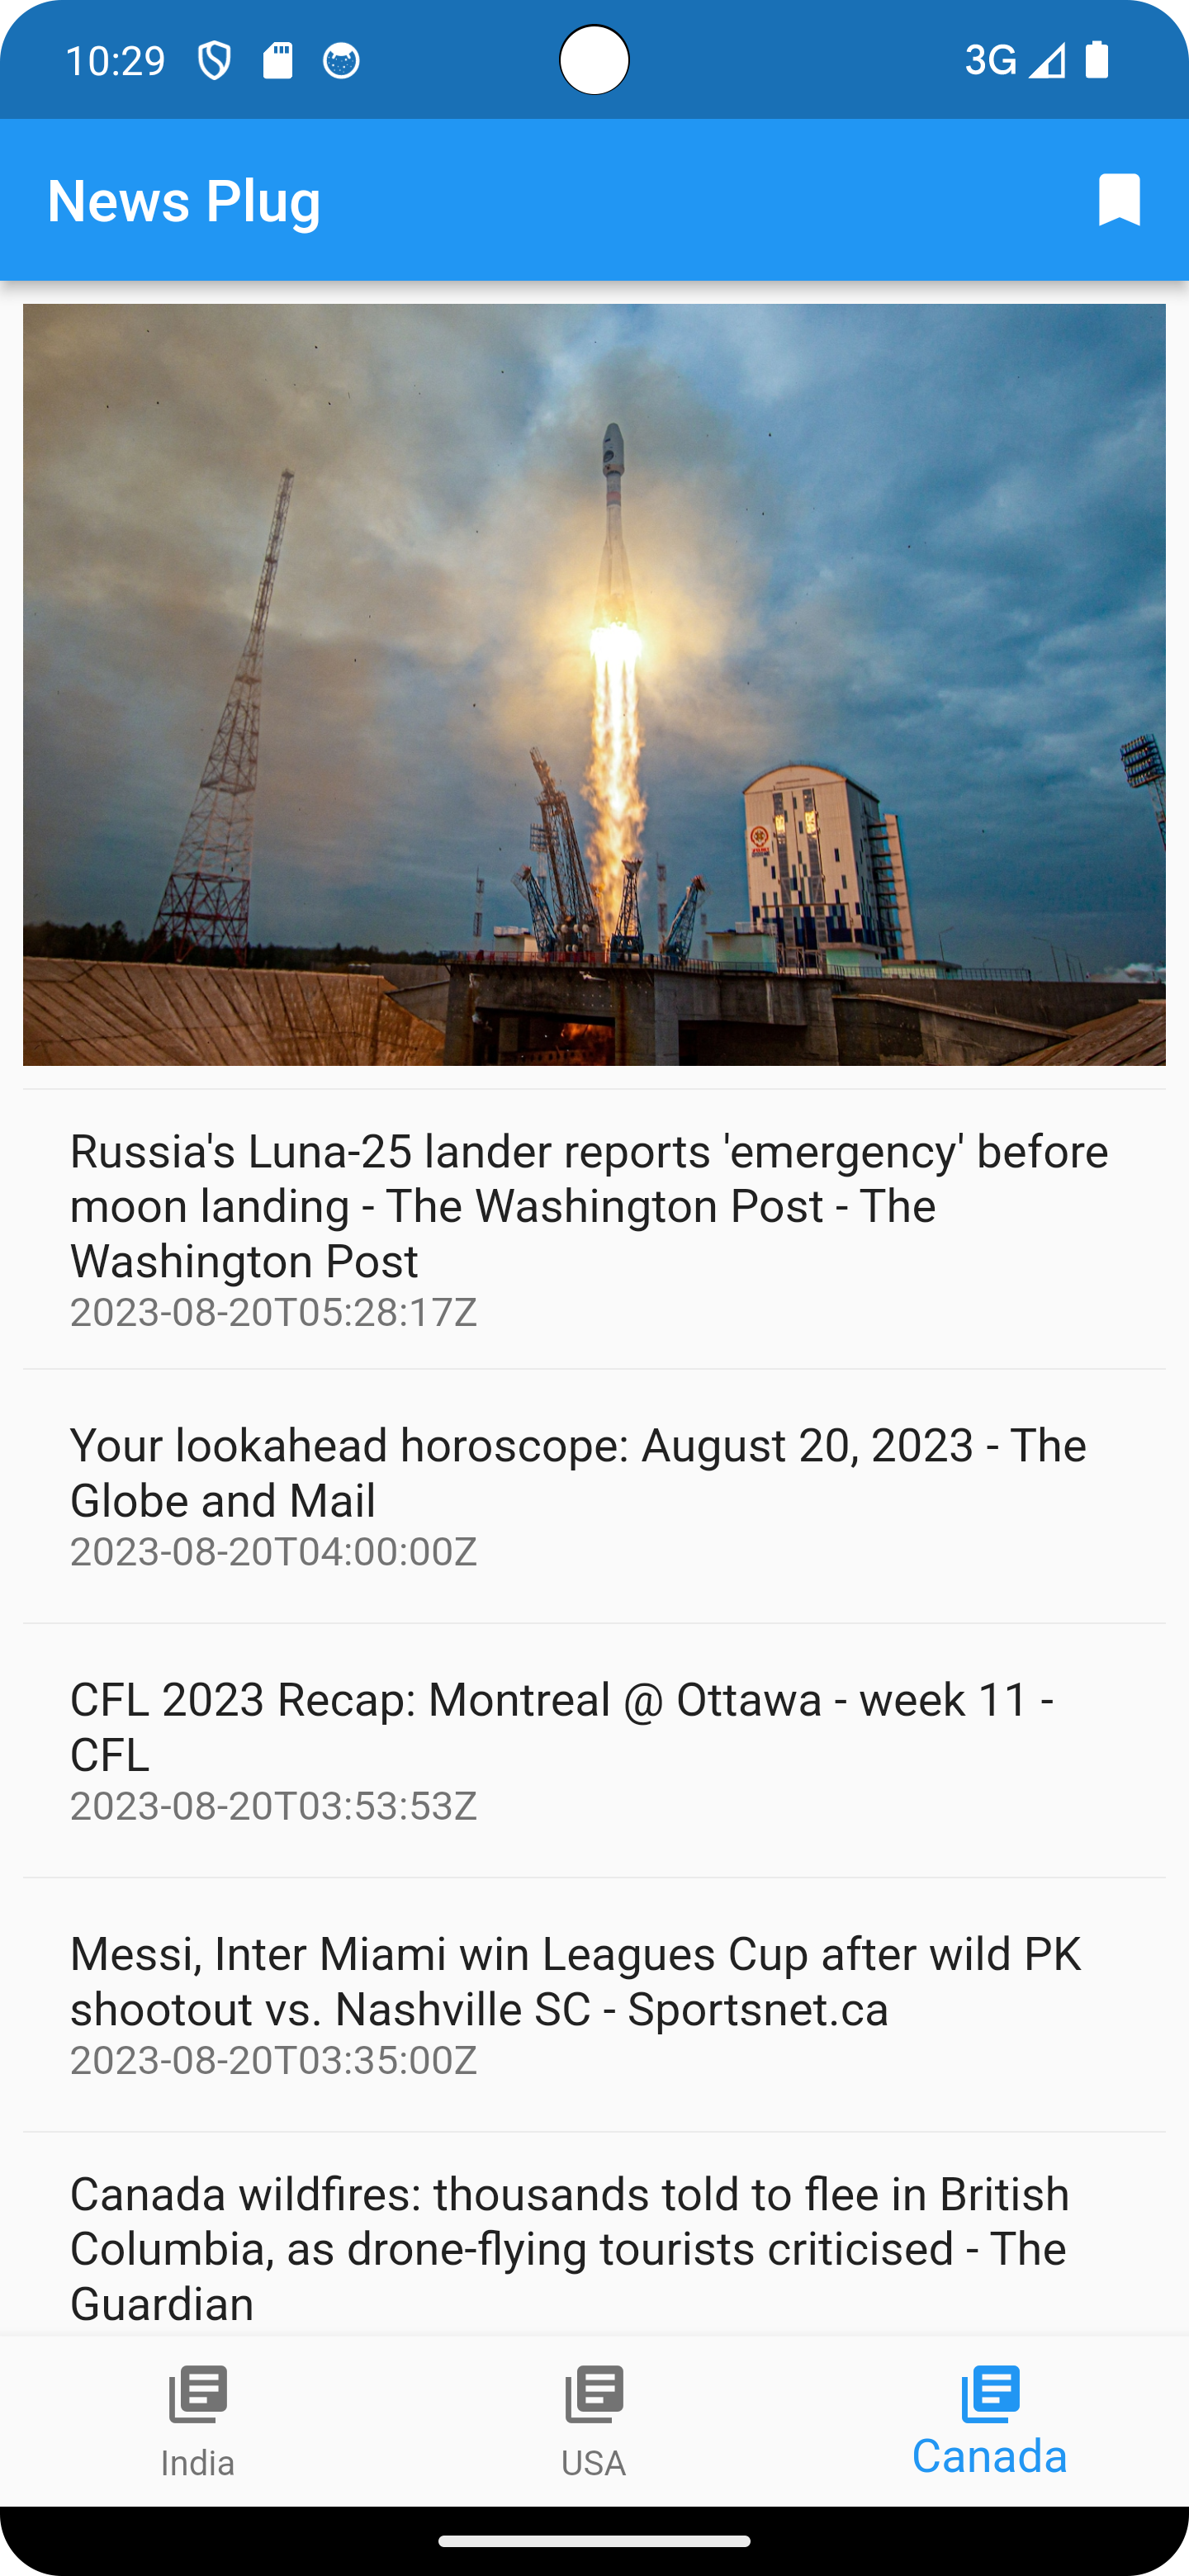 10:29
3G
News Plug
Russia's Luna-25 lander reports 'emergency' before
moon landing - The Washington Post - The
Washington Post
2023-08-20T05:28:17Z
Your lookahead horoscope: August 20, 2023 - The
Globe and Mail
2023-08-20T04:00:00Z
CFL 2023 Recap: Montreal @ Ottawa - week 11 -
CFL
2023-08-20T03:53:53Z
Messi, Inter Miami win Leagues Cup after wild PK
shootout vs. Nashville SC - Sportsnet.ca
2023-08-20T03:35:00Z
Canada wildfires: thousands told to flee in British
Columbia, as drone-flying tourists criticised - The
Guardian
India
USA
Canada